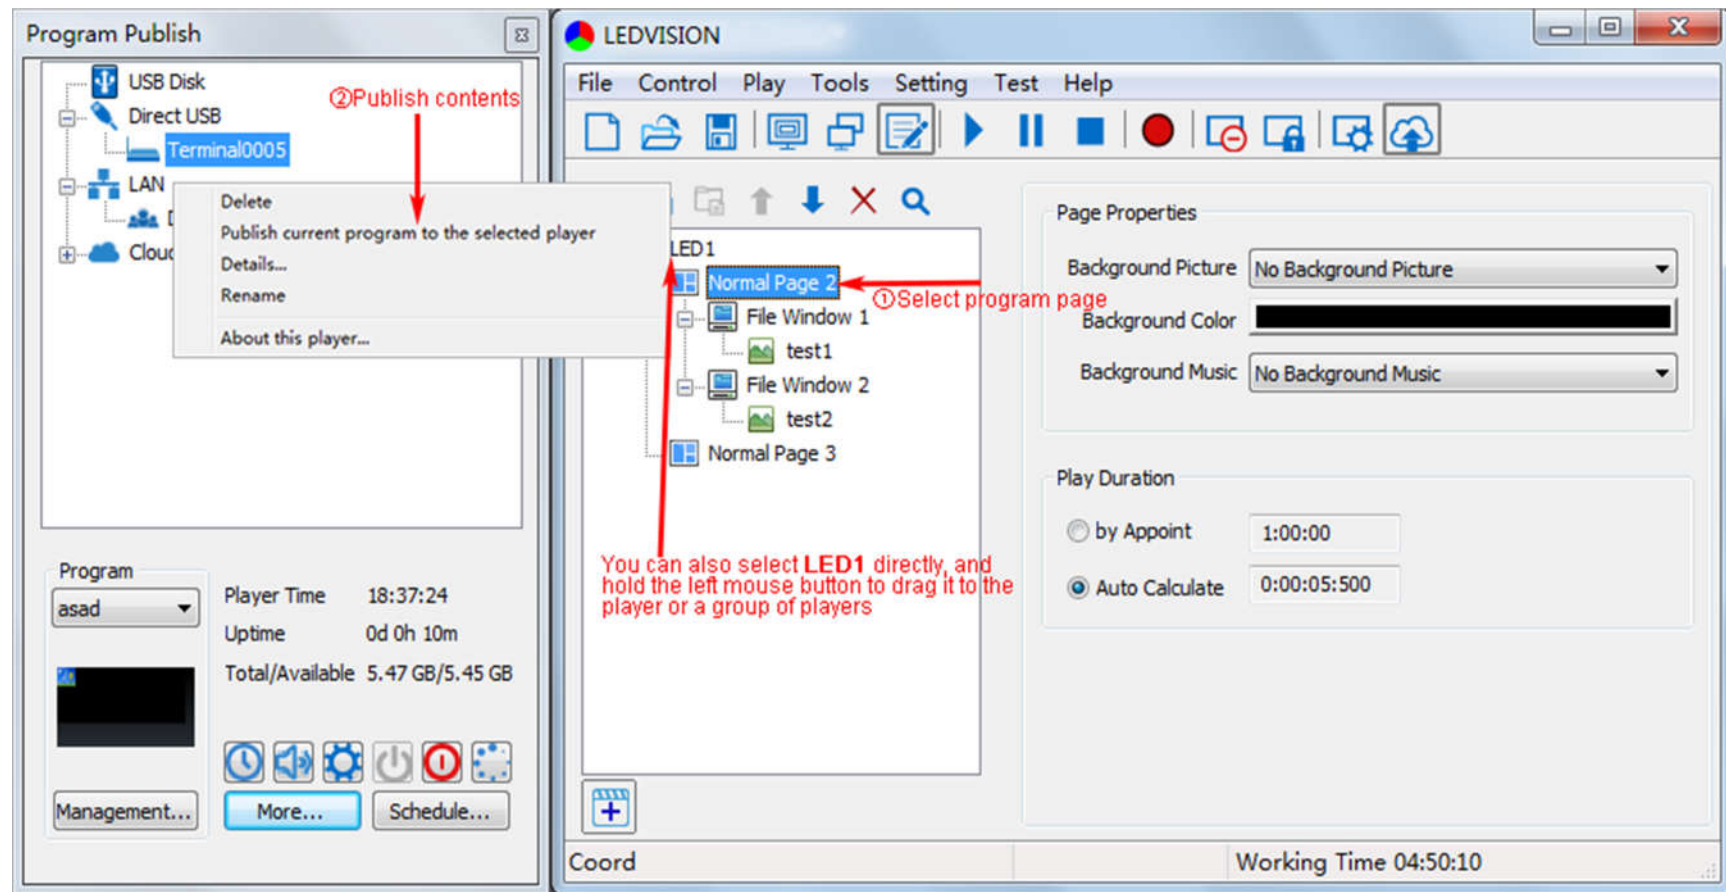 Program Publish
USB Disk
②Publish contents
Direct USB
Terminal0005
LAN
D
Cloud
Delete
Publish current program to the selected player
Details...
Rename
About this player...
Program
asad
Player Time 18:37:24
Uptime 0d 0h 10m
Total/Available 5.47 GB/5.45 GB
Management...
More...
Schedule...
LEDVISION
File Control Play Tools Setting Test Help
LED1
Normal Page 2
①Select program page
File Window 1
test1
File Window 2
test2
Normal Page 3
You can also select LED1 directly, and
hold the left mouse button to drag it to the
player or a group of players
Page Properties
Background Picture No Background Picture
Background Color
Background Music No Background Music
Play Duration
by Appoint 1:00:00
Auto Calculate 0:00:05:500
Coord
Working Time 04:50:10